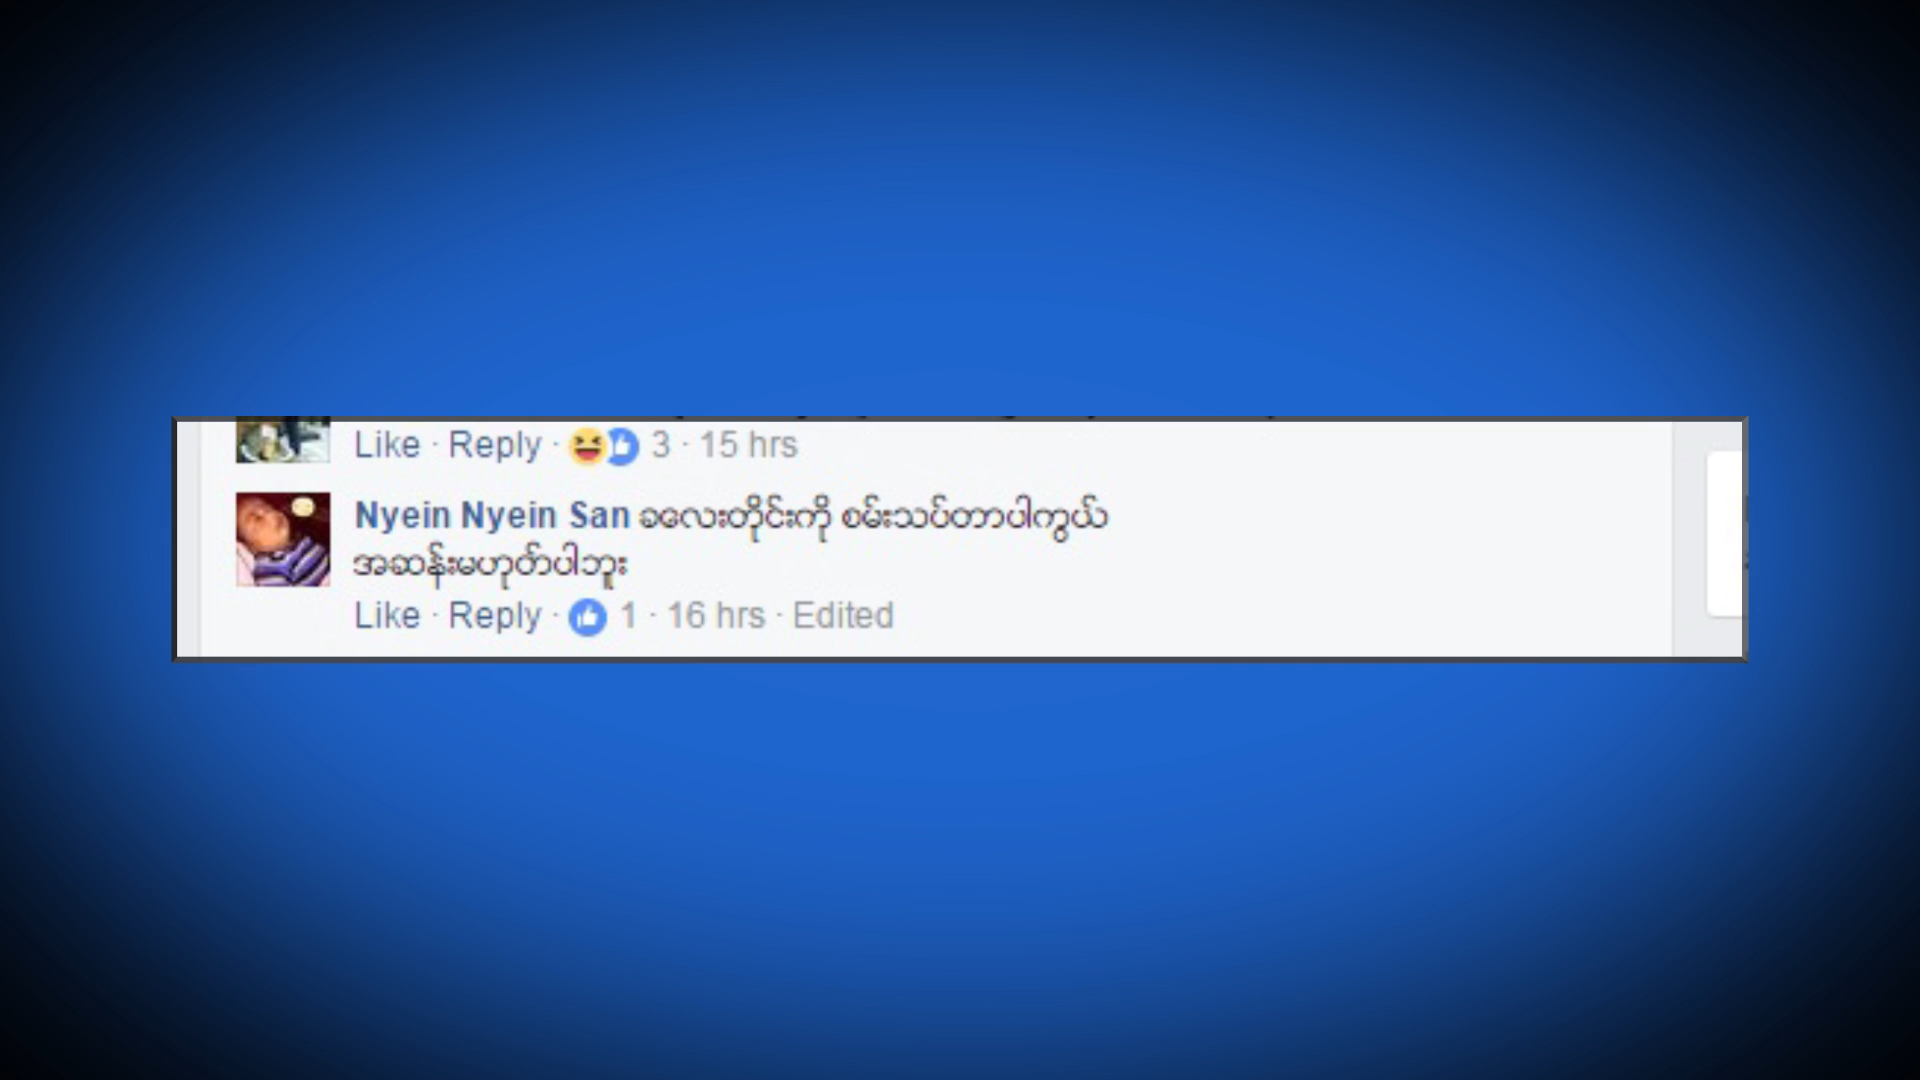 Like · Reply · 3 · 15 hrs
Nyein Nyein San ခလေးတိုင်းကို စမ်းသပ်တာပါကွယ်
အဆန်းမဟုတ်ပါဘူး
Like · Reply · 1 · 16 hrs · Edited